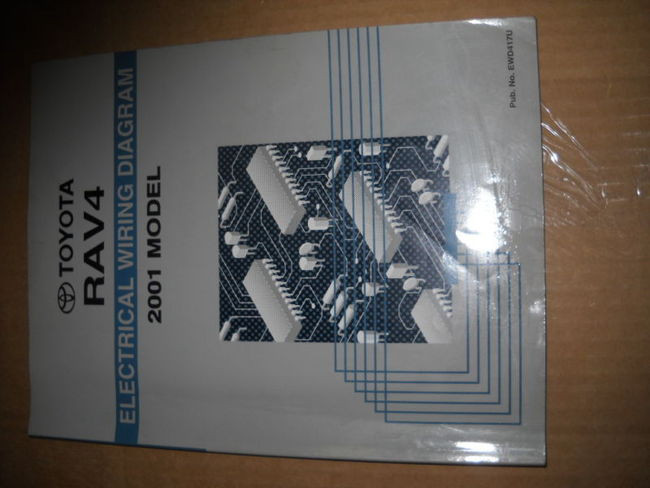 TOYOTA
RAV4
ELECTRICAL WIRING DIAGRAM
2001 MODEL
Pub. No. EWD417U